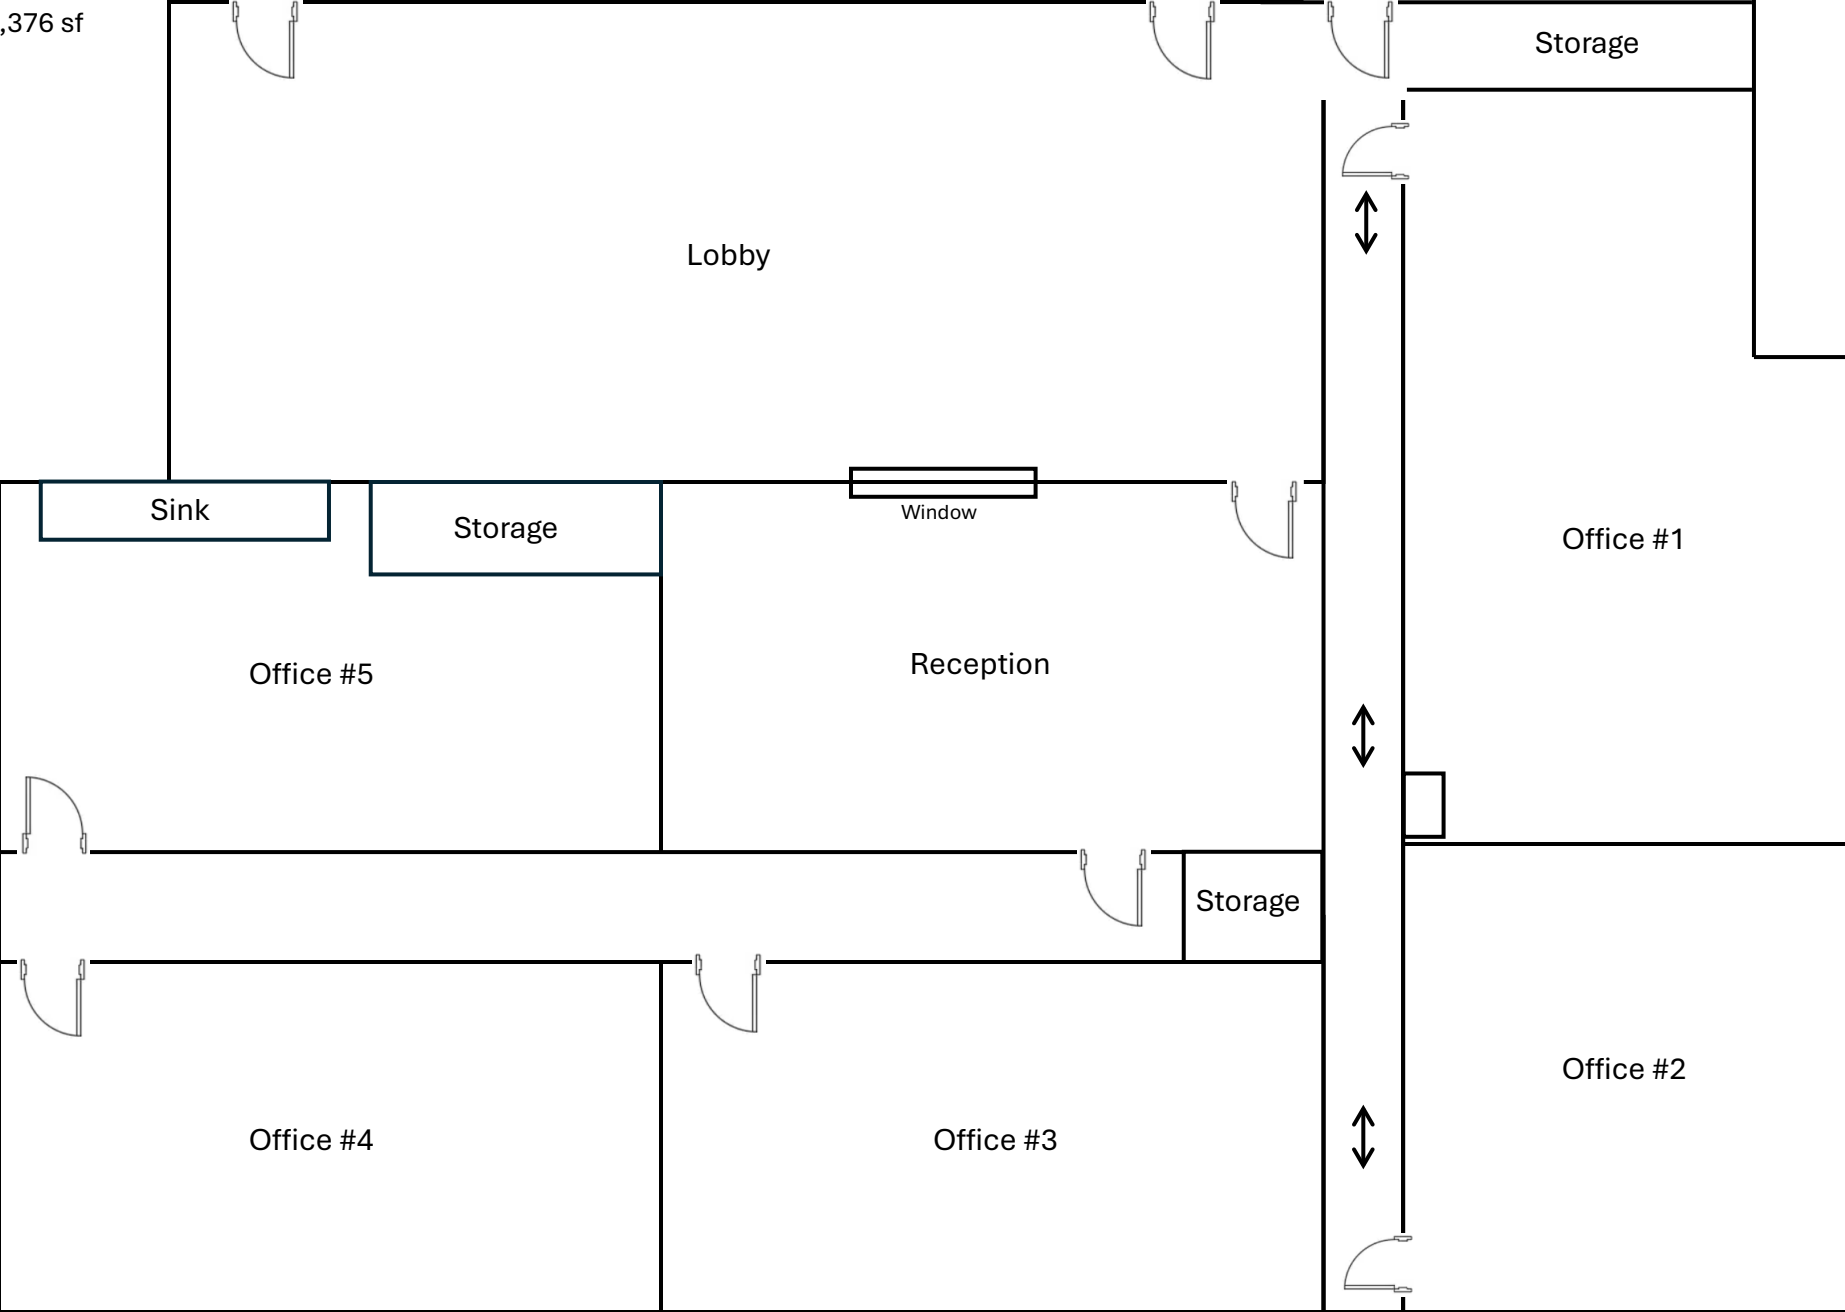 ,376 sf
Storage
Lobby
Sink
Storage
Window
Office #1
Office #5
Reception
Storage
Office #2
Office #4
Office #3